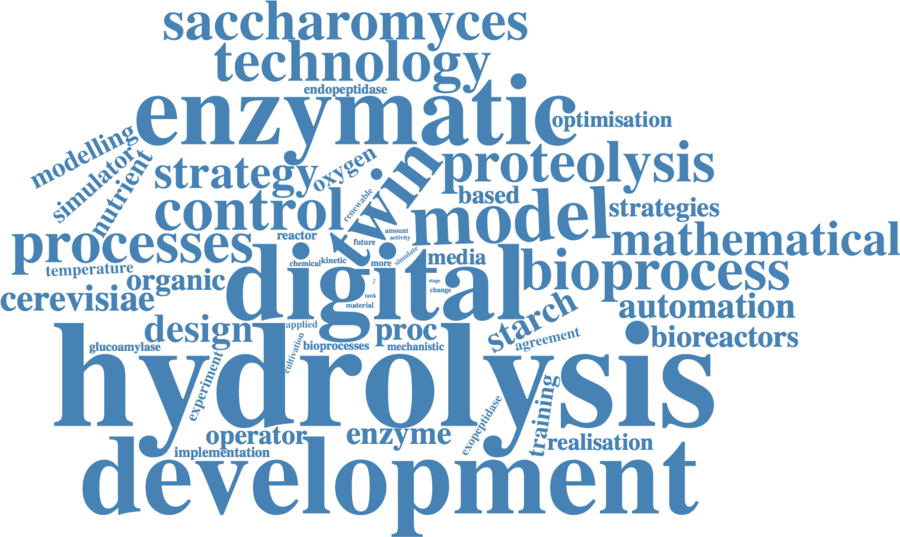 saccharomyces
technology
endopeptidase
enzymatic
optimisation
modelling
simulator
nutrient
strategy
oxygen
twin
proteolysis
based
renewable
control
model
strategies
amount
activity
reactor
future
processes
mathematical
simulate
chemical
kinetic
more
media
temperature
organic
digital
bioprocess
stage
change
tank
material
cerevisiae
automation
design
applied
proc
starch
agreement
bioreactors
glucoamylase
cultivation
bioprocesses
mechanistic
hydrolysis
experiment
exopeptidase
training
operator
enzyme
realisation
implementation
development